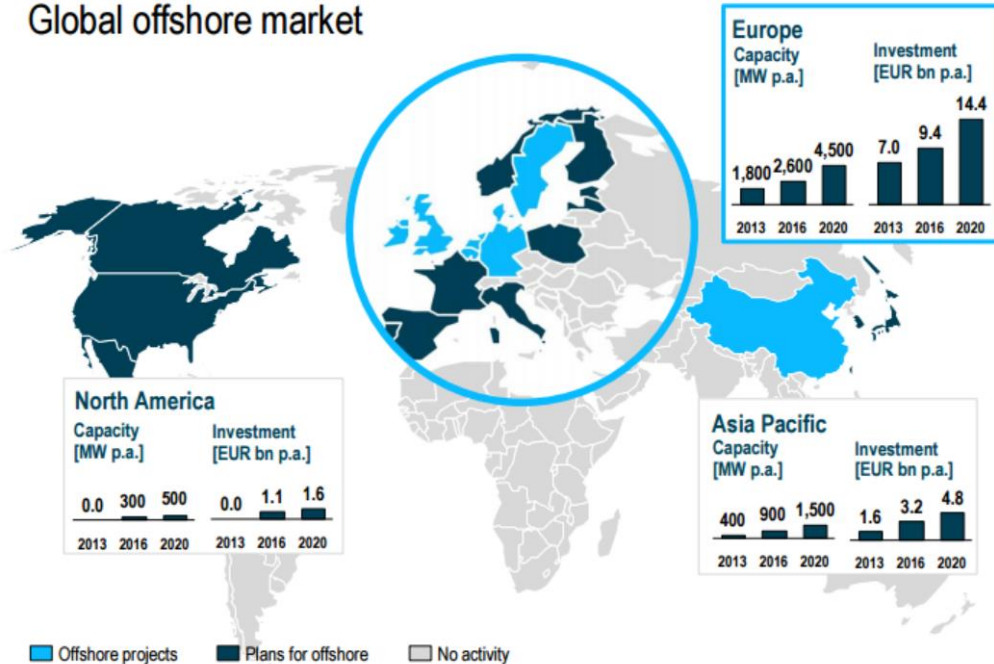 Global offshore market
Europe
Capacity
[MW p.a.]
Investment
[EUR bn p.a.]
1,800 2,600 4,500
7.0 9.4 14.4
2013 2016 2020
2013 2016 2020
North America
Capacity
[MW p.a.]
Investment
[EUR bn p.a.]
0.0 300 500
0.0 1.1 1.6
2013 2016 2020
2013 2016 2020
Asia Pacific
Capacity
[MW p.a.]
Investment
[EUR bn p.a.]
400 900 1,500
1.6 3.2 4.8
2013 2016 2020
2013 2016 2020
Offshore projects
Plans for offshore
No activity